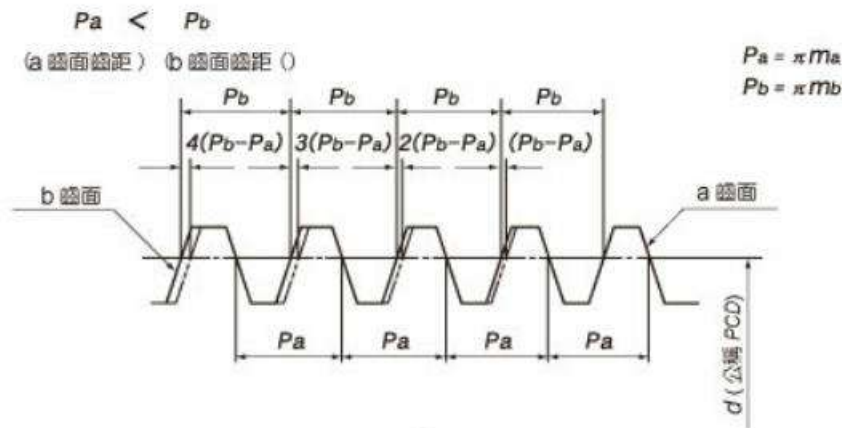 Pa < Pb
(a 齒面齒距) (b 齒面齒距 ()
Pa = πma
Pb = πmb
Pb Pb Pb Pb
4(Pb-Pa) 3(Pb-Pa) 2(Pb-Pa) (Pb-Pa)
b 齒面
a 齒面
Pa Pa Pa Pa
d (公稱 PCD)